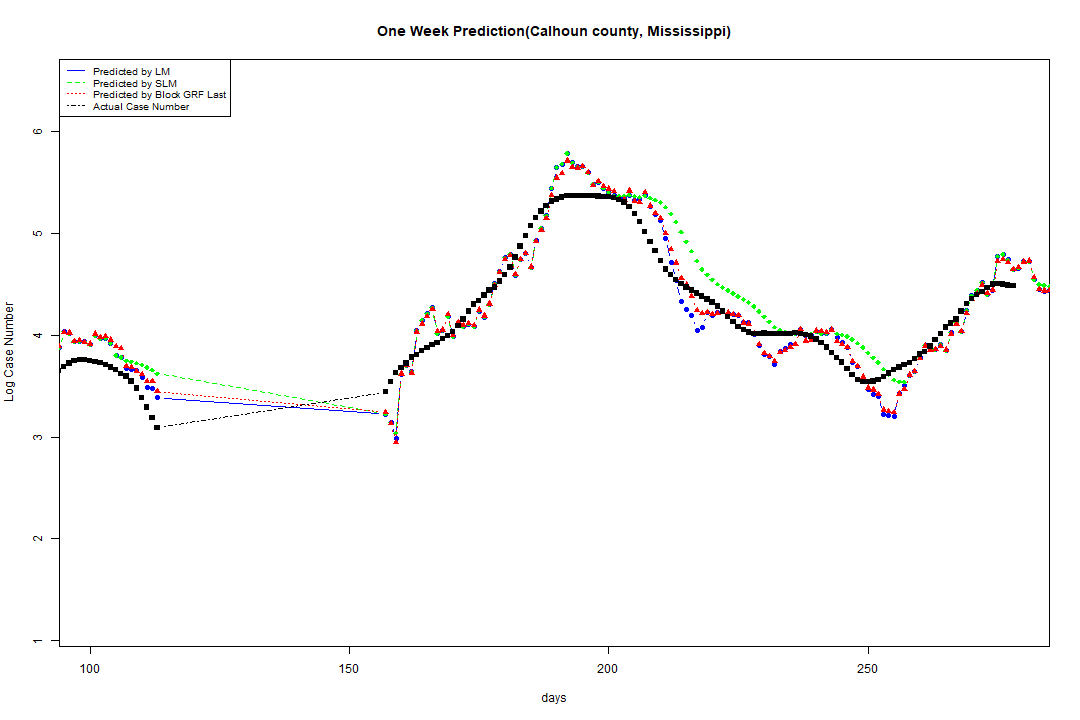 One Week Prediction(Calhoun county, Mississippi)
Predicted by LM
Predicted by SLM
Predicted by Block GRF Last
Actual Case Number
6
5
4
3
2
1
Log Case Number
100 150 200 250
days